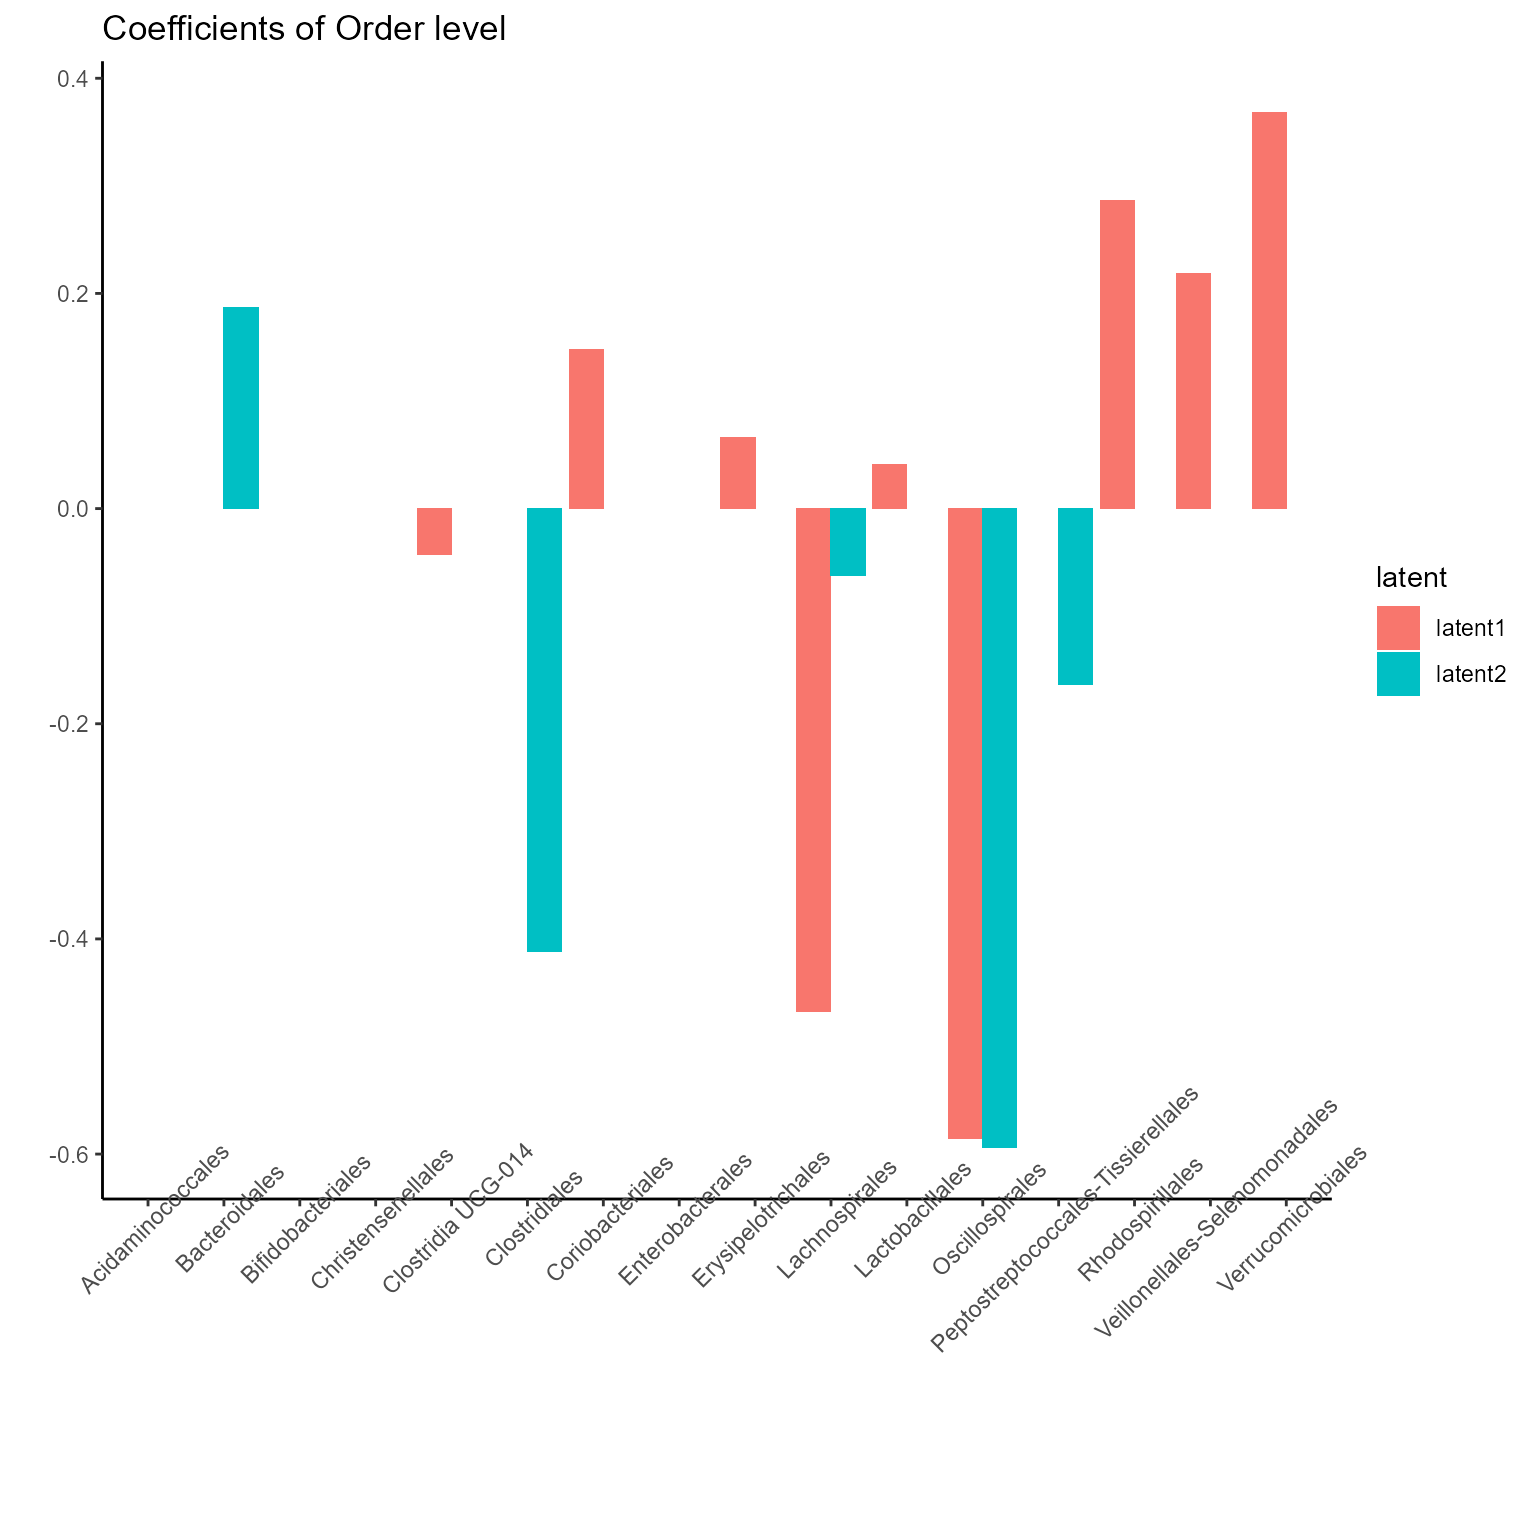 Coefficients of Order level
0.4
0.2
0.0
-0.2
-0.4
-0.6
Acidaminococcales
Bacteroidales
Bifidobacteriales
Christensenellales
Clostridia UCG-014
Clostridiales
Coriobacteriales
Enterobacterales
Erysipelotrichales
Lachnospirales
Lactobacillales
Oscillospirales
Peptostreptococcales-Tissierellales
Rhodospirillales
Veillonellales-Selenomonadales
Verrucomicrobiales
latent
latent1
latent2